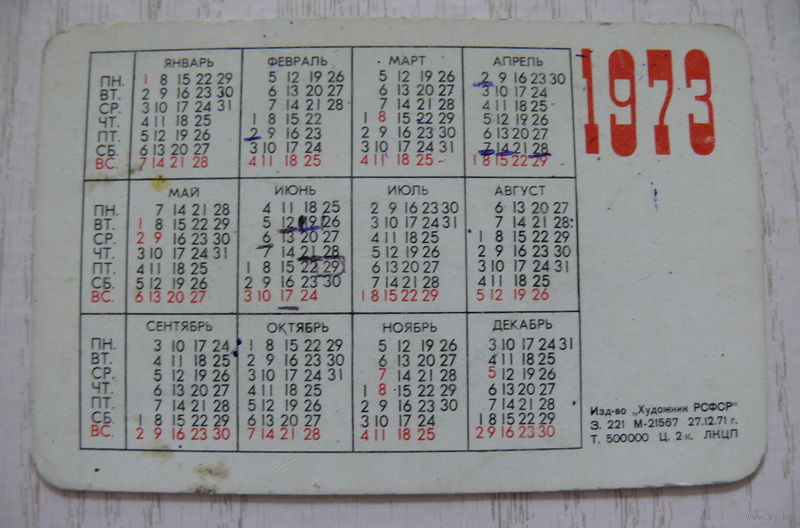 1973
ЯНВАРЬ ФЕВРАЛЬ МАРТ АПРЕЛЬ
ПН. 1 8 15 22 29 5 12 19 26 5 12 19 26 2 9 16 23 30
ВТ. 2 9 16 23 30 6 13 20 27 6 13 20 27 3 10 17 24
СР. 3 10 17 24 31 7 14 21 28 7 14 21 28 4 11 18 25
ЧТ. 4 11 18 25 1 8 15 22 1 8 15 22 29 5 12 19 26
ПТ. 5 12 19 26 2 9 16 23 2 9 16 23 30 6 13 20 27
СБ. 6 13 20 27 3 10 17 24 3 10 17 24 31 7 14 21 28
ВС. 7 14 21 28 4 11 18 25 4 11 18 25 1 8 15 22 29
МАЙ ИЮНЬ ИЮЛЬ АВГУСТ
ПН. 7 14 21 28 4 11 18 25 2 9 16 23 30 6 13 20 27
ВТ. 1 8 15 22 29 5 12 19 26 3 10 17 24 31 7 14 21 28
СР. 2 9 16 23 30 6 13 20 27 4 11 18 25 1 8 15 22 29
ЧТ. 3 10 17 24 31 7 14 21 28 5 12 19 26 2 9 16 23 30
ПТ. 4 11 18 25 1 8 15 22 29 6 13 20 27 3 10 17 24 31
СБ. 5 12 19 26 2 9 16 23 30 7 14 21 28 4 11 18 25
ВС. 6 13 20 27 3 10 17 24 1 8 15 22 29 5 12 19 26
СЕНТЯБРЬ ОКТЯБРЬ НОЯБРЬ ДЕКАБРЬ
ПН. 3 10 17 24 1 8 15 22 29 5 12 19 26 3 10 17 24 31
ВТ. 4 11 18 25 2 9 16 23 30 6 13 20 27 4 11 18 25
СР. 5 12 19 26 3 10 17 24 31 7 14 21 28 5 12 19 26
ЧТ. 6 13 20 27 4 11 18 25 1 8 15 22 29 6 13 20 27
ПТ. 7 14 21 28 5 12 19 26 2 9 16 23 30 7 14 21 28
СБ. 1 8 15 22 29 6 13 20 27 3 10 17 24 1 8 15 22 29
ВС. 2 9 16 23 30 7 14 21 28 4 11 18 25 2 9 16 23 30
Изд-во „Художник РСФСР"
З. 221 М-21567 27.12.71 г.
Т. 500000 Ц. 2 к. ЛКЦП